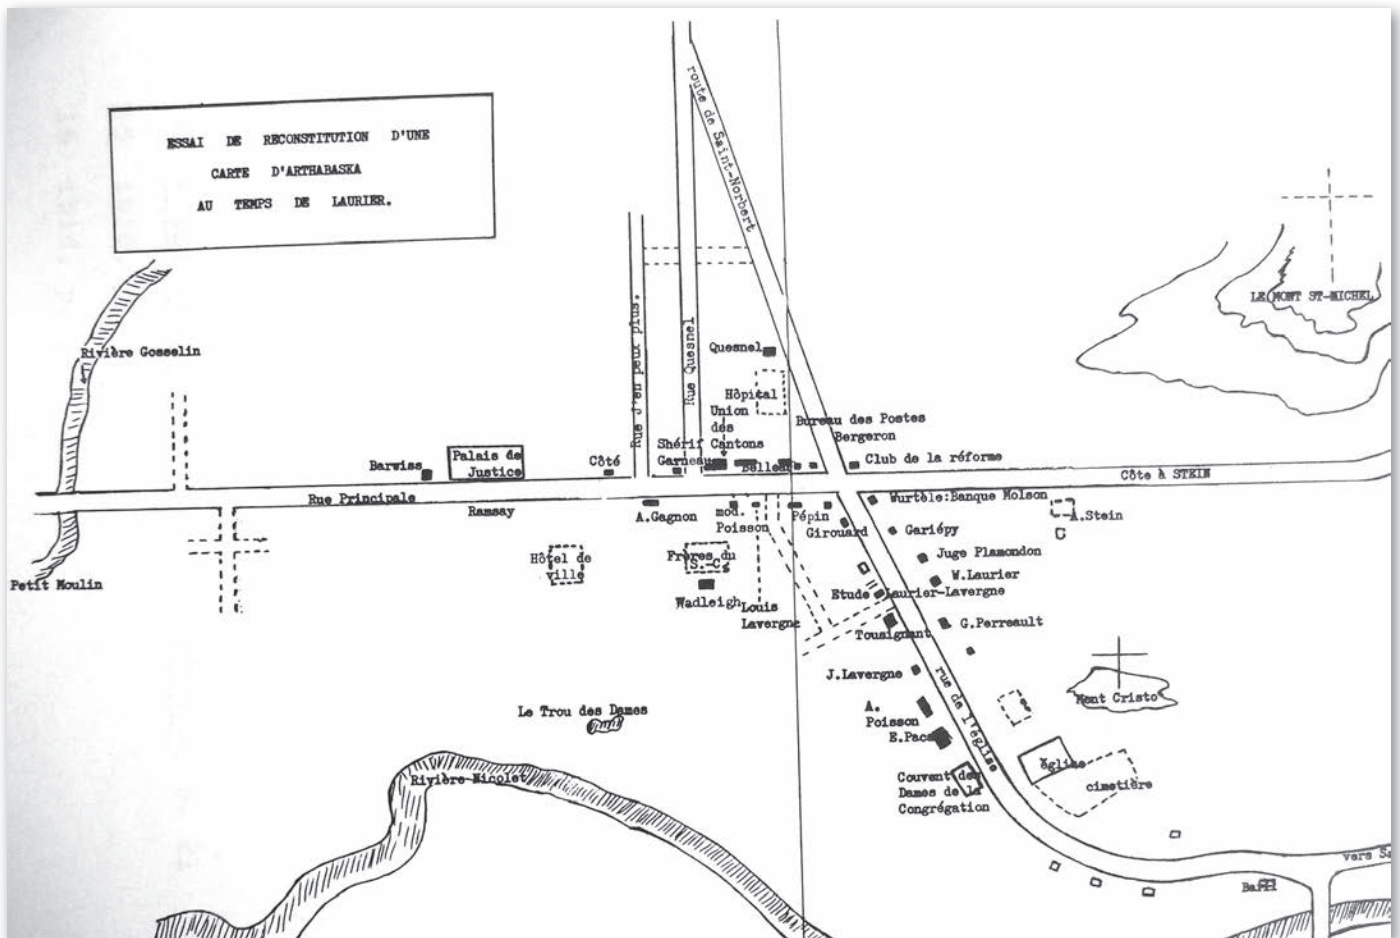 ESSAI DE RECONSTITUTION D'UNE
CARTE D'ARTHABASKA
AU TEMPS DE LAURIER.
route de Saint-Norbert
LE MONT ST-MICHEL
Rivière Gosselin
Rue J'en peux plus.
Rue Quesnel
Quesnel
Hôpital
Union
des
Cantons
Bureau des Postes
Bergeron
Shérif
Garneau
Club de la réforme
Barwiss
Palais de
Justice
Côté
Côte à STEIN
Rue Principale
Ramsay
A.Gagnon
mod.
Poisson
Pépin
Girouard
Wurtele:Banque Molson
A.Stein
Gariépy
Juge Plamondon
W.Laurier
Etude Laurier-Lavergne
Hôtel de
ville
Frères du
S.-C.
Wadleigh
Louis
Lavergne
Petit Moulin
Tousignant
G.Perreault
J.Lavergne
rue de l'église
Mont Cristo
A.
Poisson
Le Trou des Dames
église
cimetière
Rivière Nicolet
Couvent des
Dames de la
Congrégation
vers